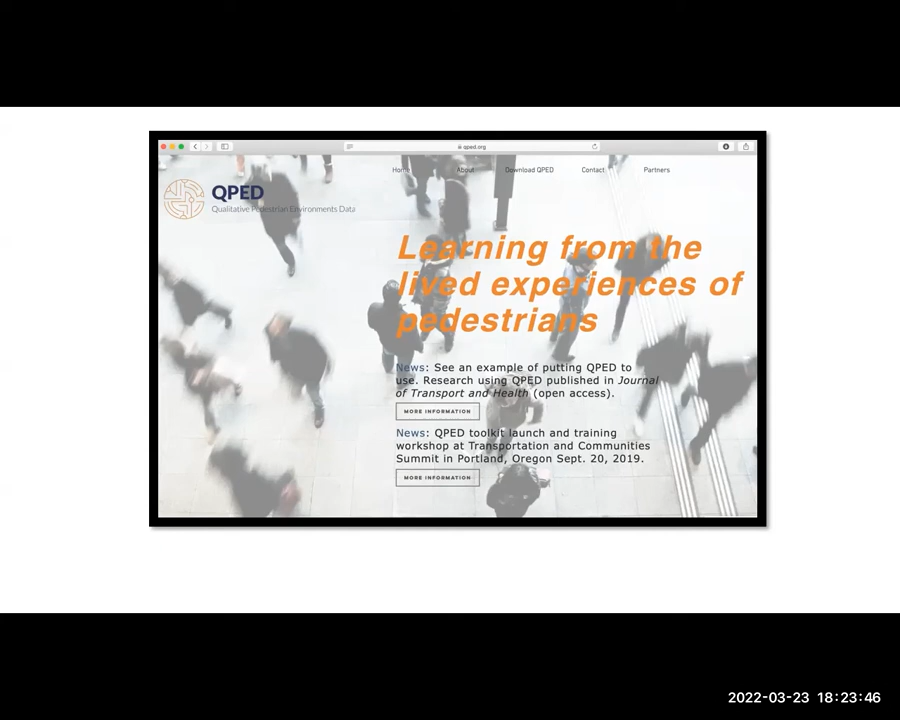 qped.org
Home About Download QPED Contact Partners
QPED
Qualitative Pedestrian Environments Data
Learning from the
lived experiences of
pedestrians
News: See an example of putting QPED to
use. Research using QPED published in Journal
of Transport and Health (open access).
MORE INFORMATION
News: QPED toolkit launch and training
workshop at Transportation and Communities
Summit in Portland, Oregon Sept. 20, 2019.
MORE INFORMATION
2022-03-23 18:23:46